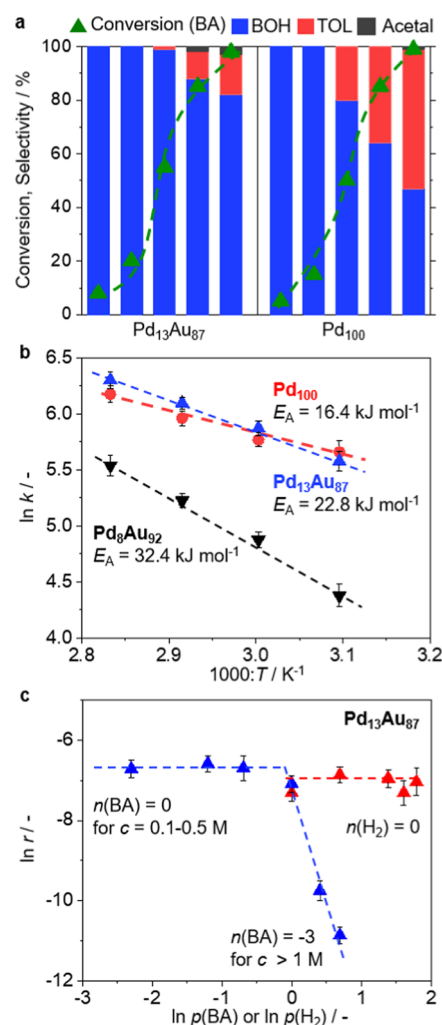 a
Conversion (BA) BOH TOL Acetal
Conversion, Selectivity / %
100
80
60
40
20
0
Pd13Au87 Pd100
b
ln k / -
6.5
6.0
5.5
5.0
4.5
4.0
Pd100
EA = 16.4 kJ mol-1
Pd13Au87
EA = 22.8 kJ mol-1
Pd8Au92
EA = 32.4 kJ mol-1
2.8 2.9 3.0 3.1 3.2
1000:T / K-1
c
Pd13Au87
ln r / -
-6
-8
-10
-12
n(BA) = 0
for c = 0.1-0.5 M
n(H2) = 0
n(BA) = -3
for c > 1 M
-3 -2 -1 0 1 2
ln p(BA) or ln p(H2) / -